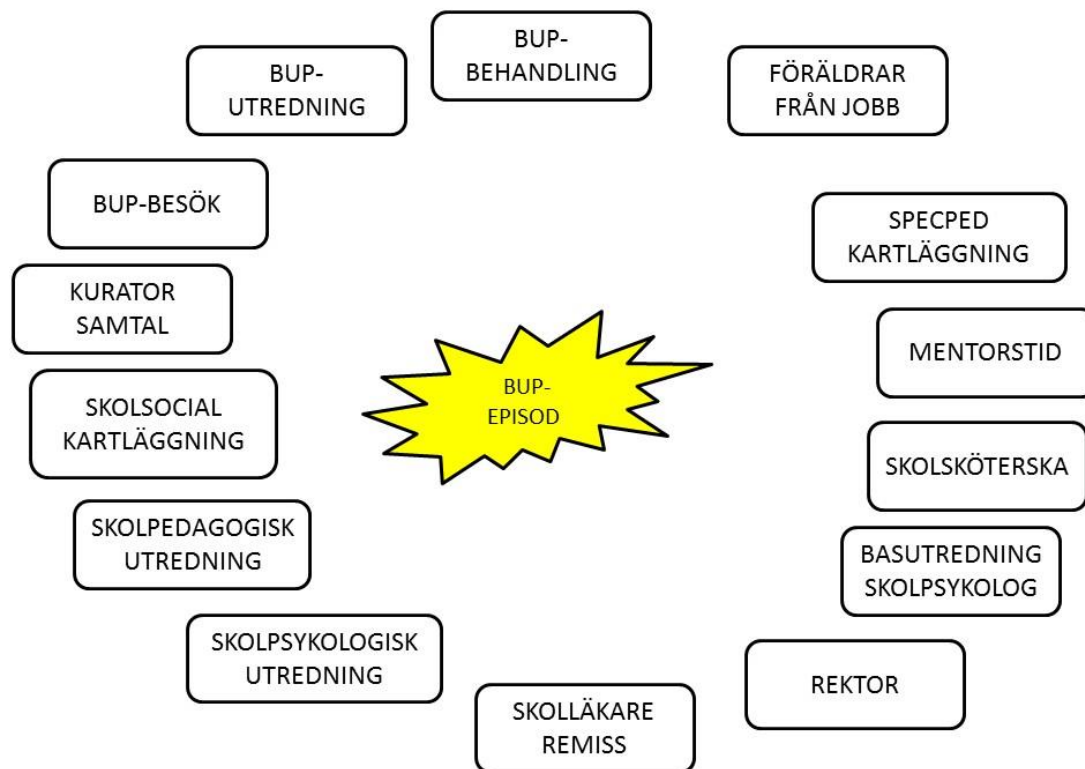 BUP-
BEHANDLING
BUP-
UTREDNING
FÖRÄLDRAR
FRÅN JOBB
BUP-BESÖK
SPECPED
KARTLÄGGNING
KURATOR
SAMTAL
MENTORSTID
BUP-
EPISOD
SKOLSOCIAL
KARTLÄGGNING
SKOLSKÖTERSKA
SKOLPEDAGOGISK
UTREDNING
BASUTREDNING
SKOLPSYKOLOG
SKOLPSYKOLOGISK
UTREDNING
REKTOR
SKOLLÄKARE
REMISS